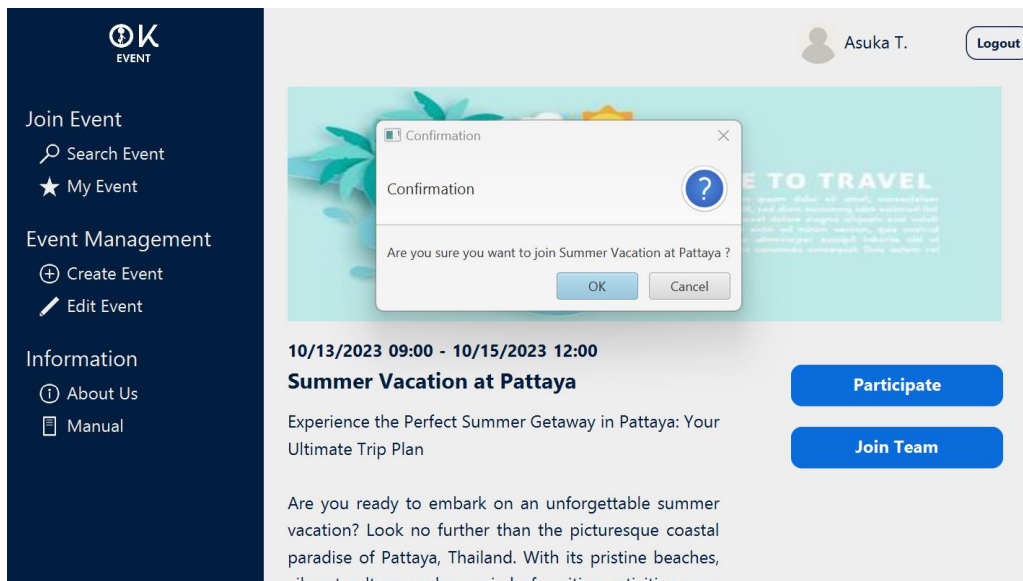 OK
EVENT
Join Event
Search Event
My Event
Event Management
Create Event
Edit Event
Information
About Us
Manual
Asuka T.
Logout
E TO TRAVEL
Confirmation
Confirmation
Are you sure you want to join Summer Vacation at Pattaya ?
OK
Cancel
10/13/2023 09:00 - 10/15/2023 12:00
Summer Vacation at Pattaya
Experience the Perfect Summer Getaway in Pattaya: Your
Ultimate Trip Plan
Are you ready to embark on an unforgettable summer
vacation? Look no further than the picturesque coastal
paradise of Pattaya, Thailand. With its pristine beaches,
Participate
Join Team